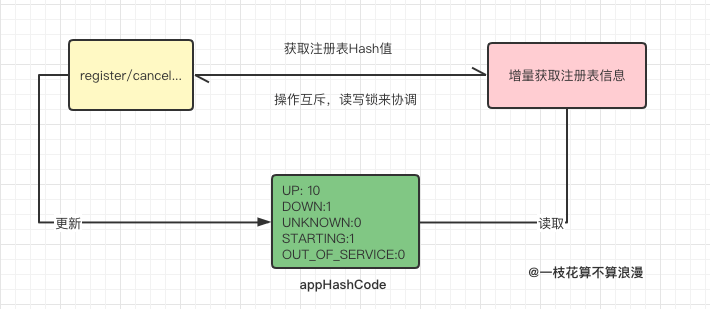 获取注册表Hash值
register/cancel...
增量获取注册表信息
操作互斥，读写锁来协调
UP: 10
DOWN:1
UNKNOWN:0
STARTING:1
OUT_OF_SERVICE:0
更新
读取
appHashCode
@一枝花算不算浪漫